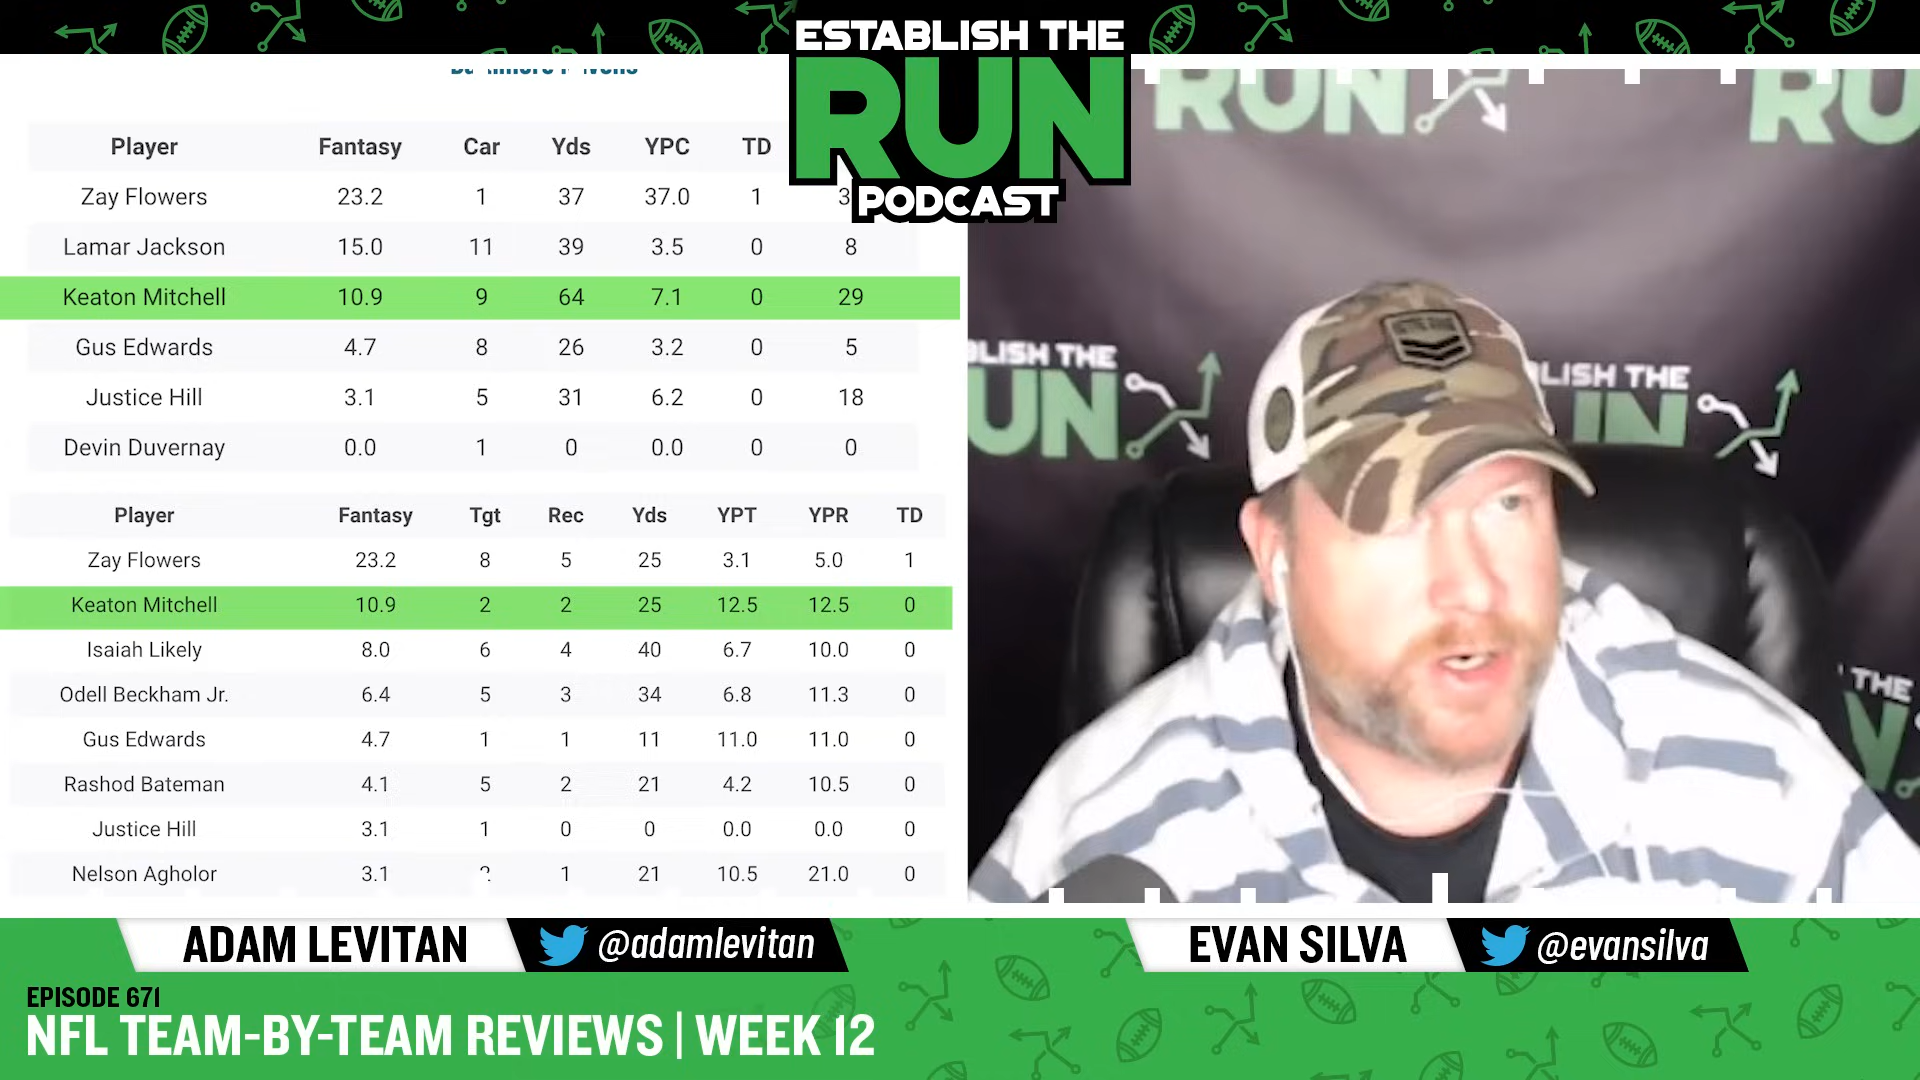 ESTABLISH THE
RUN
PODCAST
Player Fantasy Car Yds YPC TD
Zay Flowers 23.2 1 37 37.0 1
Lamar Jackson 15.0 11 39 3.5 0 8
Keaton Mitchell 10.9 9 64 7.1 0 29
Gus Edwards 4.7 8 26 3.2 0 5
Justice Hill 3.1 5 31 6.2 0 18
Devin Duvernay 0.0 1 0 0.0 0 0
Player Fantasy Tgt Rec Yds YPT YPR TD
Zay Flowers 23.2 8 5 25 3.1 5.0 1
Keaton Mitchell 10.9 2 2 25 12.5 12.5 0
Isaiah Likely 8.0 6 4 40 6.7 10.0 0
Odell Beckham Jr. 6.4 5 3 34 6.8 11.3 0
Gus Edwards 4.7 1 1 11 11.0 11.0 0
Rashod Bateman 4.1 5 2 21 4.2 10.5 0
Justice Hill 3.1 1 0 0 0.0 0.0 0
Nelson Agholor 3.1 1 21 10.5 21.0 0
RUN
RU
BLISH THE
UN
LISH THE
THE
ADAM LEVITAN @adamlevitan
EVAN SILVA @evansilva
EPISODE 671
NFL TEAM-BY-TEAM REVIEWS | WEEK 12